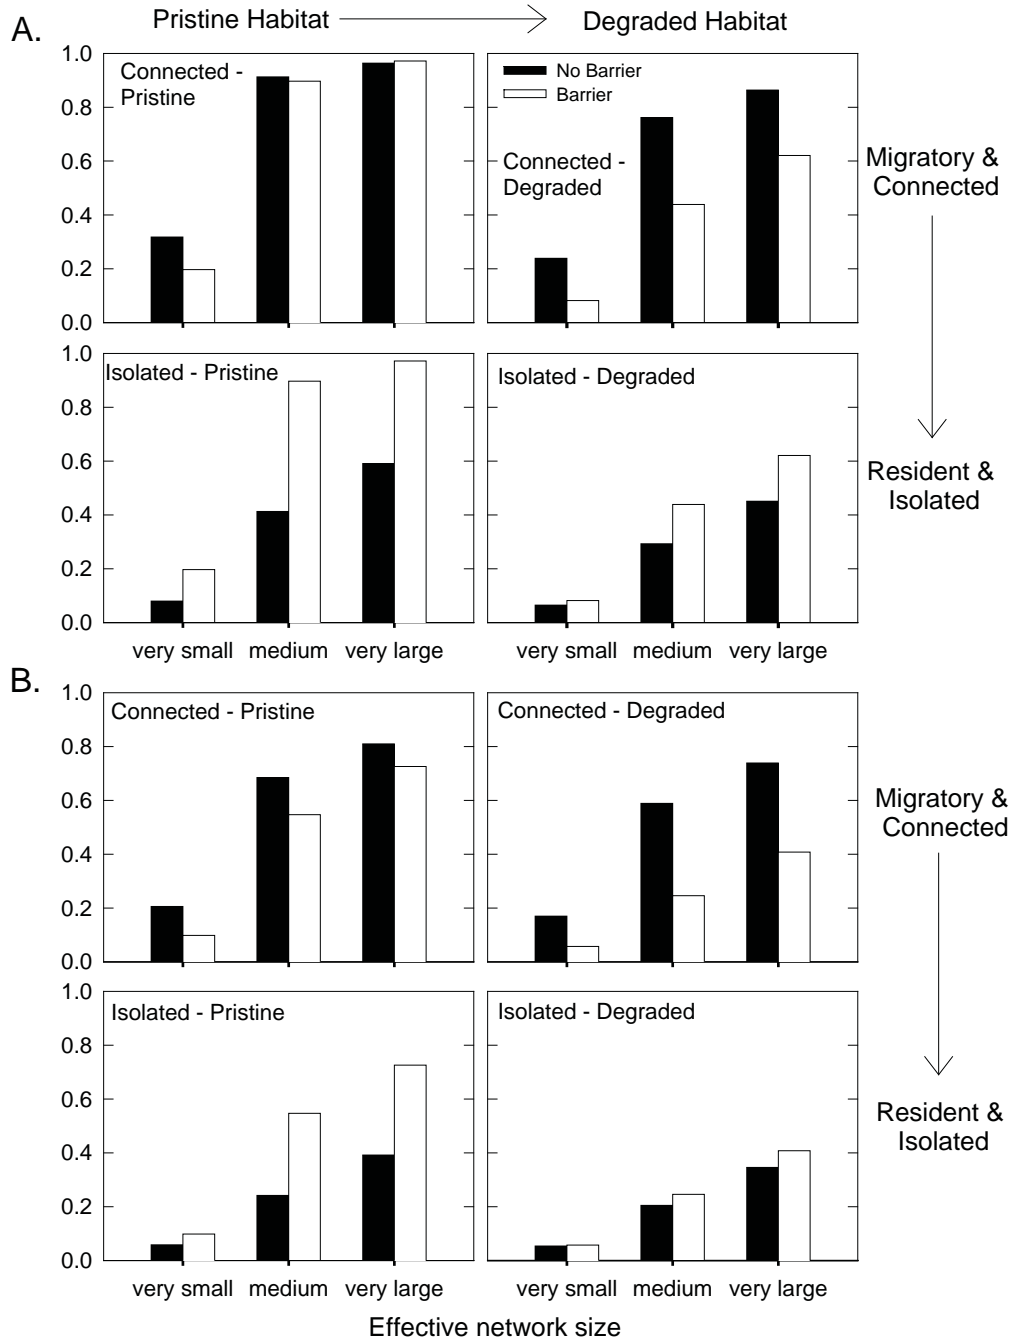 A.
Pristine Habitat
Degraded Habitat
1.0
0.8
0.6
0.4
0.2
0.0
Connected -
Pristine
No Barrier
Barrier
Connected -
Degraded
Migratory &
Connected
1.0
0.8
0.6
0.4
0.2
0.0
Isolated - Pristine
Isolated - Degraded
Resident &
Isolated
very small medium very large
very small medium very large
B.
1.0
0.8
0.6
0.4
0.2
0.0
Connected - Pristine
Connected - Degraded
Migratory &
Connected
1.0
0.8
0.6
0.4
0.2
0.0
Isolated - Pristine
Isolated - Degraded
Resident &
Isolated
very small medium very large
very small medium very large
Effective network size